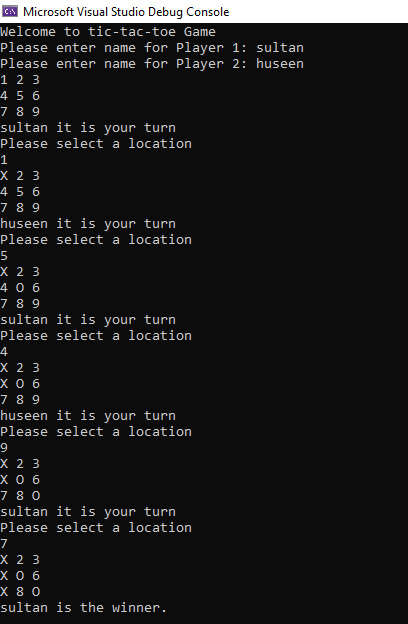 Microsoft Visual Studio Debug Console
Welcome to tic-tac-toe Game
Please enter name for Player 1: sultan
Please enter name for Player 2: huseen
1 2 3
4 5 6
7 8 9
sultan it is your turn
Please select a location
1
X 2 3
4 5 6
7 8 9
huseen it is your turn
Please select a location
5
X 2 3
4 O 6
7 8 9
sultan it is your turn
Please select a location
4
X 2 3
X O 6
7 8 9
huseen it is your turn
Please select a location
9
X 2 3
X O 6
7 8 O
sultan it is your turn
Please select a location
7
X 2 3
X O 6
X 8 O
sultan is the winner.